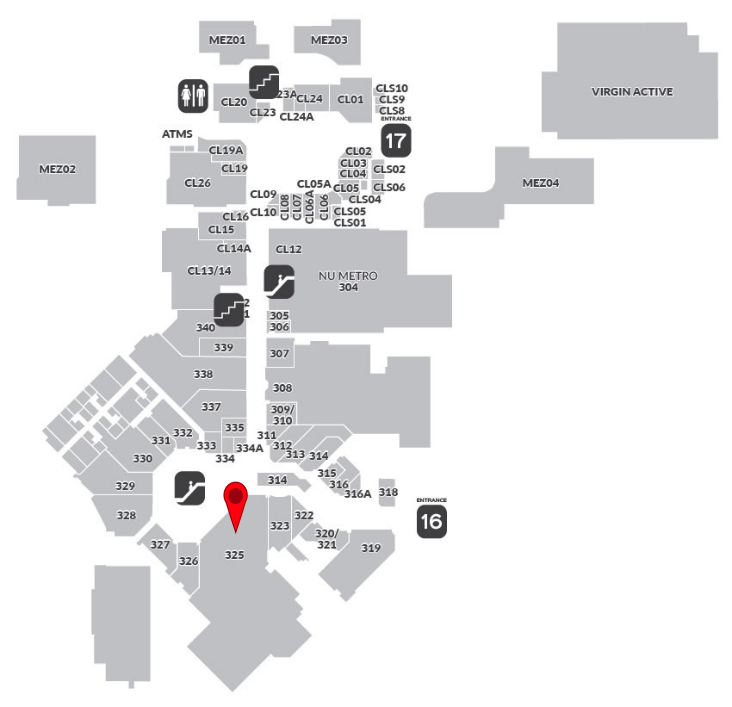 MEZ01
MEZ03
VIRGIN ACTIVE
CL20
23A
CL24
CL01
CLS10
CLS9
CLS8
CL23
CL24A
ENTRANCE
17
ATMS
CL19A
CL02
CL03
CL04
CLS02
MEZ02
CL19
CL26
CL05A
CL05
CLS06
MEZ04
CL09
CL08
CL07
CL06A
CL06
CLS04
CL10
CL16
CLS05
CLS01
CL15
CL14A
CL12
CL13/14
NU METRO
304
2
1
305
306
340
339
307
338
308
337
309/
310
335
311
332
331
333
334A
312
313
314
334
330
329
314
315
316
316A
318
ENTRANCE
16
328
323
322
320/
321
327
326
325
319